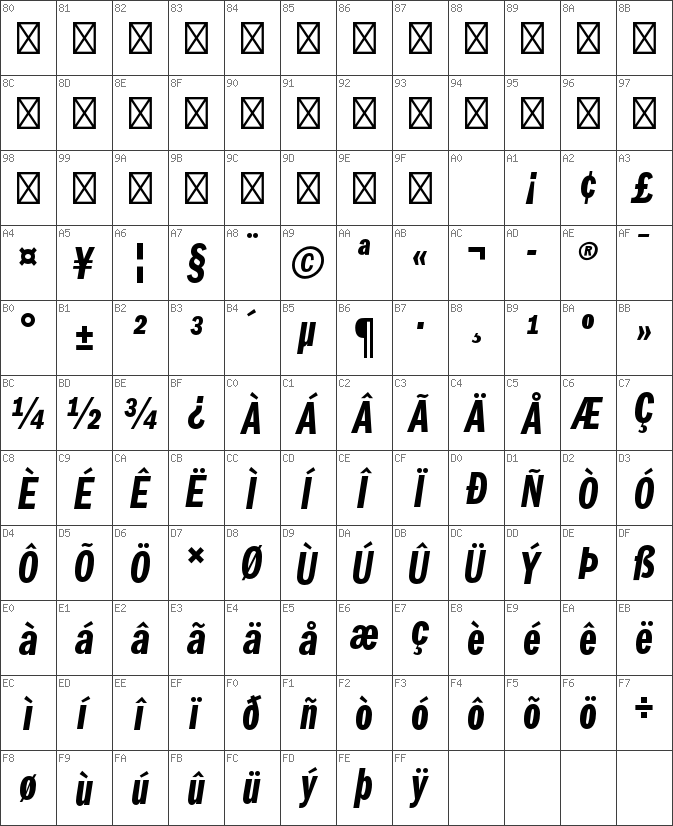 80 81 82 83 84 85 86 87 88 89 8A 8B
8C 8D 8E 8F 90 91 92 93 94 95 96 97
98 99 9A 9B 9C 9D 9E 9F A0 A1 A2 A3
¡ ¢ £
A4 A5 A6 A7 A8 A9 AA AB AC AD AE AF
¤ ¥ ¦ § ¨ © ª « ¬ - ® ¯
B0 B1 B2 B3 B4 B5 B6 B7 B8 B9 BA BB
° ± ² ³ ´ µ ¶ · ¸ ¹ º »
BC BD BE BF C0 C1 C2 C3 C4 C5 C6 C7
¼ ½ ¾ ¿ À Á Â Ã Ä Å Æ Ç
C8 C9 CA CB CC CD CE CF D0 D1 D2 D3
È É Ê Ë Ì Í Î Ï Ð Ñ Ò Ó
D4 D5 D6 D7 D8 D9 DA DB DC DD DE DF
Ô Õ Ö × Ø Ù Ú Û Ü Ý Þ ß
E0 E1 E2 E3 E4 E5 E6 E7 E8 E9 EA EB
à á â ã ä å æ ç è é ê ë
EC ED EE EF F0 F1 F2 F3 F4 F5 F6 F7
ì í î ï ð ñ ò ó ô õ ö ÷
F8 F9 FA FB FC FD FE FF
ø ù ú û ü ý þ ÿ